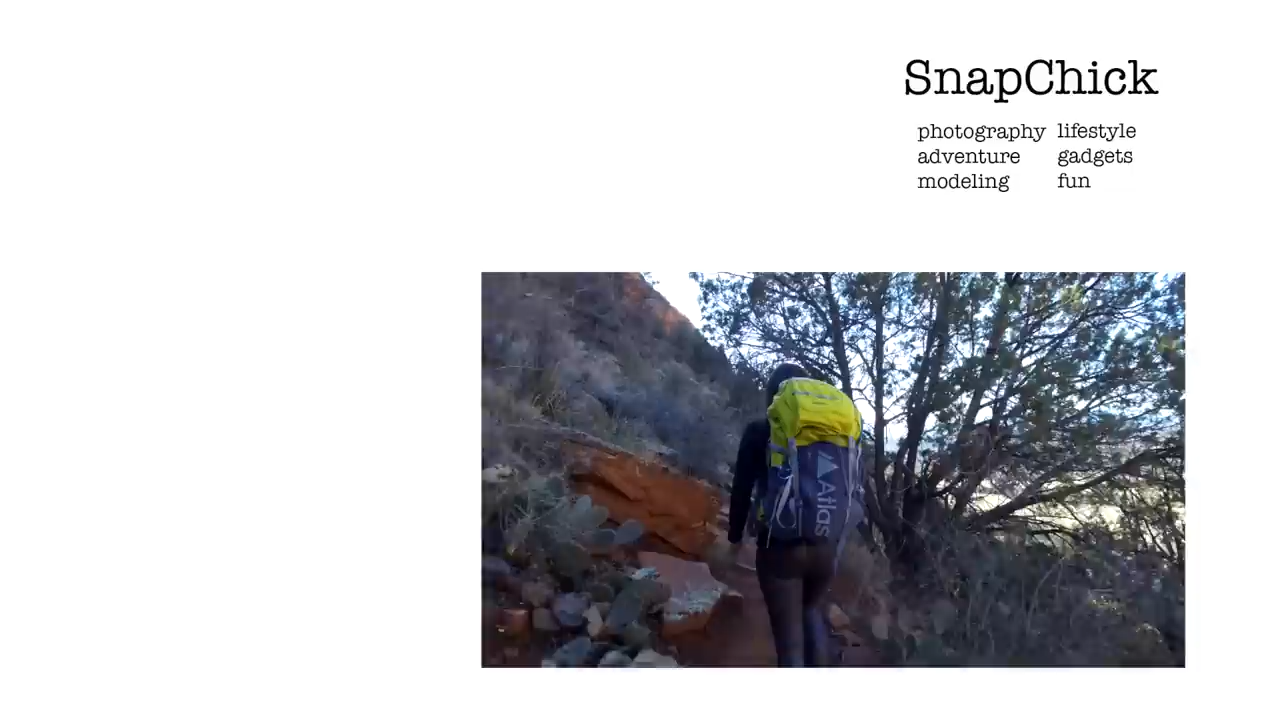 SnapChick
photography lifestyle
adventure gadgets
modeling fun
Atlas